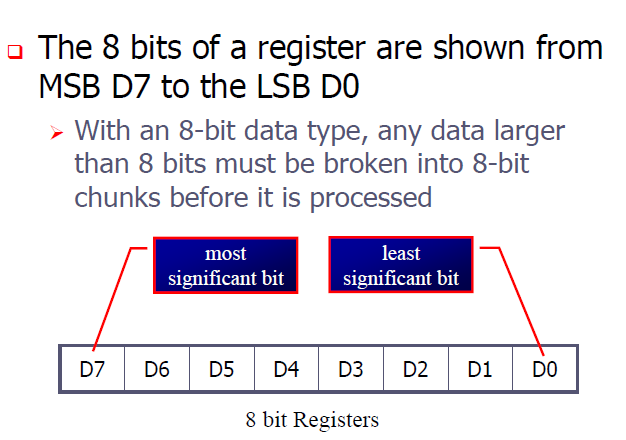 The 8 bits of a register are shown from
MSB D7 to the LSB D0
With an 8-bit data type, any data larger
than 8 bits must be broken into 8-bit
chunks before it is processed
most
significant bit
least
significant bit
D7 D6 D5 D4 D3 D2 D1 D0
8 bit Registers